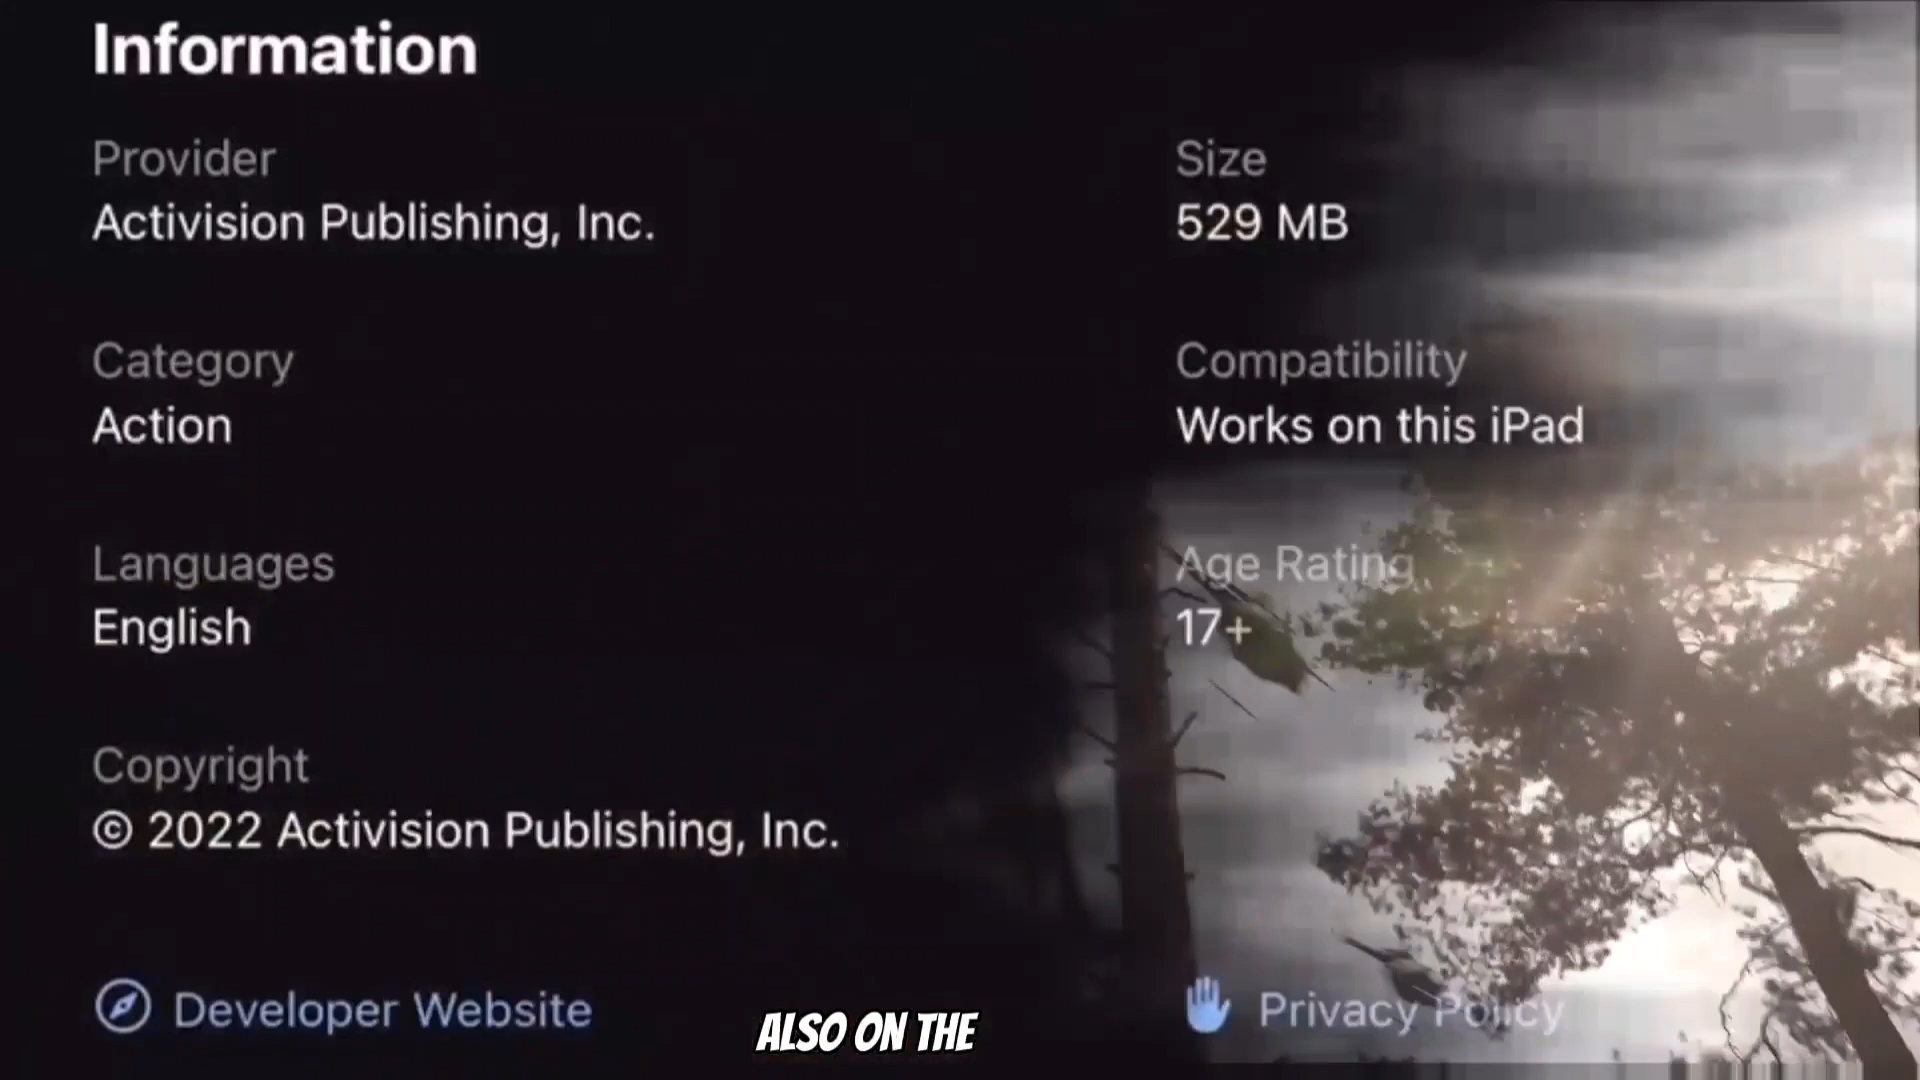 Information
Provider
Activision Publishing, Inc.
Size
529 MB
Category
Action
Compatibility
Works on this iPad
Languages
English
Age Rating
17+
Copyright
© 2022 Activision Publishing, Inc.
Developer Website
Privacy Policy
ALSO ON THE